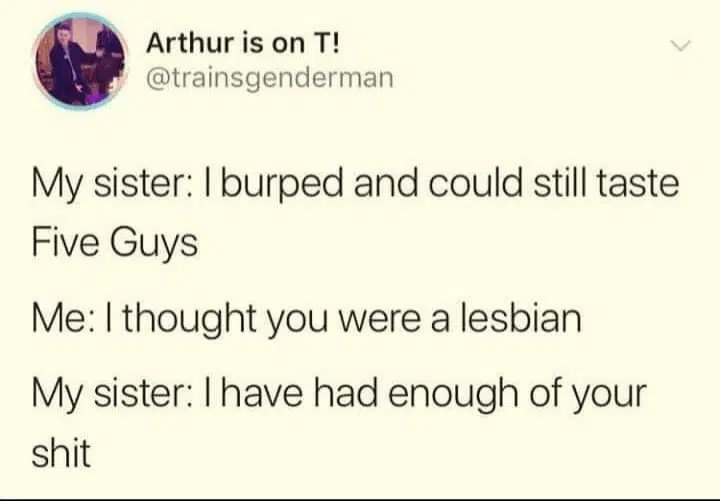 Arthur is on T!
@trainsgenderman
My sister: I burped and could still taste
Five Guys
Me: I thought you were a lesbian
My sister: I have had enough of your
shit